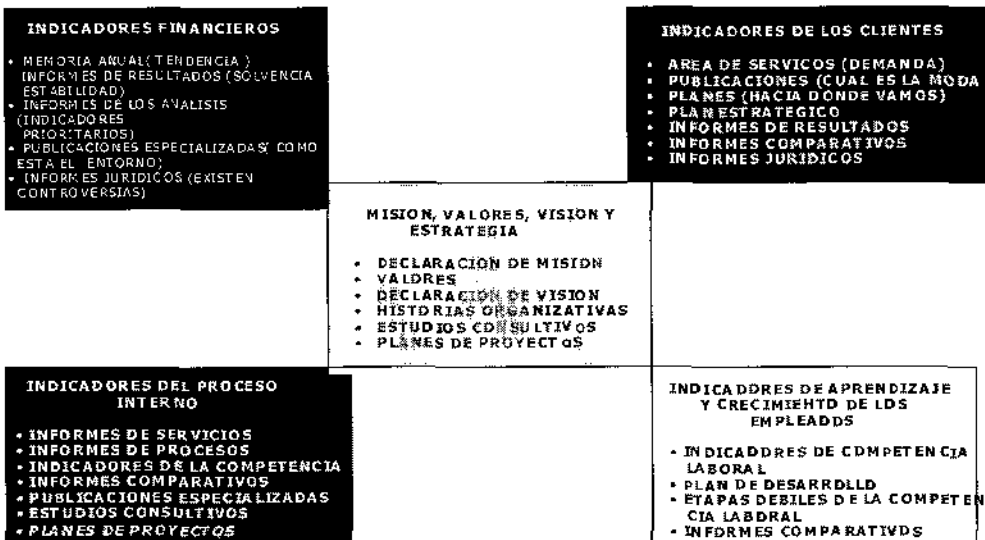 INDICADORES FINANCIEROS
• MEMORIA ANUAL( TENDENCIA )
INFORMES DE RESULTADOS (SOLVENCIA
ESTABILIDAD)
• INFORMES DE LOS ANALISIS
(INDICADORES
PRIORITARIOS)
• PUBLICACIONES ESPECIALIZADAS( COMO
ESTA EL ENTORNO)
• INFORMES JURIDICOS (EXISTEN
CONTROVERSIAS)
INDICADORES DE LOS CLIENTES
• AREA DE SERVICOS (DEMANDA)
• PUBLICACIONES (CUAL ES LA MODA
• PLANES (HACIA DONDE VAMOS)
• PLAN ESTRATEGICO
• INFORMES DE RESULTADOS
• INFORMES COMPARATIVOS
• INFORMES JURIDICOS
MISION, VALORES, VISION Y
ESTRATEGIA
• DECLARACION DE MISION
• VALORES
• DECLARACION DE VISION
• HISTORIAS ORGANIZATIVAS
• ESTUDIOS CONSULTIVOS
• PLANES DE PROYECTOS
INDICADORES DEL PROCESO
INTERNO
• INFORMES DE SERVICIOS
• INFORMES DE PROCESOS
• INDICADORES DE LA COMPETENCIA
• INFORMES COMPARATIVOS
• PUBLICACIONES ESPECIALIZADAS
• ESTUDIOS CONSULTIVOS
• PLANES DE PROYECTOS
INDICADORES DE APRENDIZAJE
Y CRECIMIENTO DE LOS
EMPLEADOS
• INDICADORES DE COMPETENCIA
LABORAL
• PLAN DE DESARROLLO
• ETAPAS DEBILES DE LA COMPETEN
CIA LABORAL
• INFORMES COMPARATIVOS